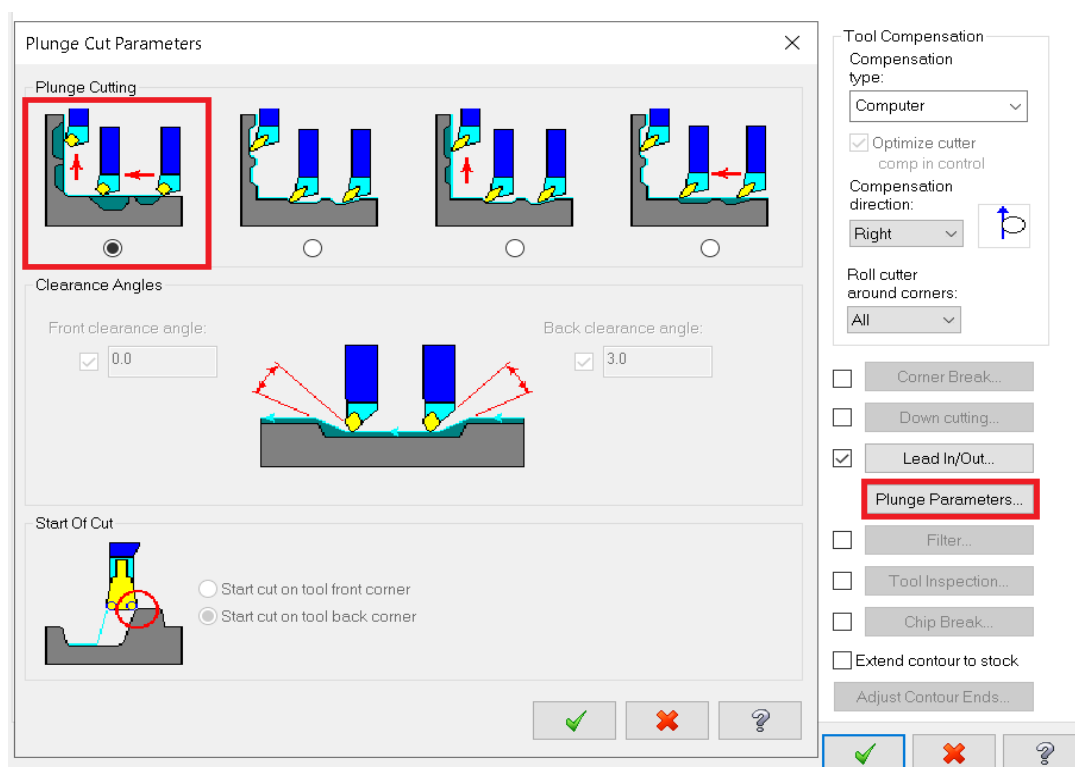 Plunge Cut Parameters
Plunge Cutting
Clearance Angles
Front clearance angle:
0.0
Back clearance angle:
3.0
Start Of Cut
Start cut on tool front corner
Start cut on tool back corner
Tool Compensation
Compensation
type:
Computer
Optimize cutter
comp in control
Compensation
direction:
Right
Roll cutter
around corners:
All
Corner Break...
Down cutting...
Lead In/Out...
Plunge Parameters...
Filter...
Tool Inspection...
Chip Break...
Extend contour to stock
Adjust Contour Ends...